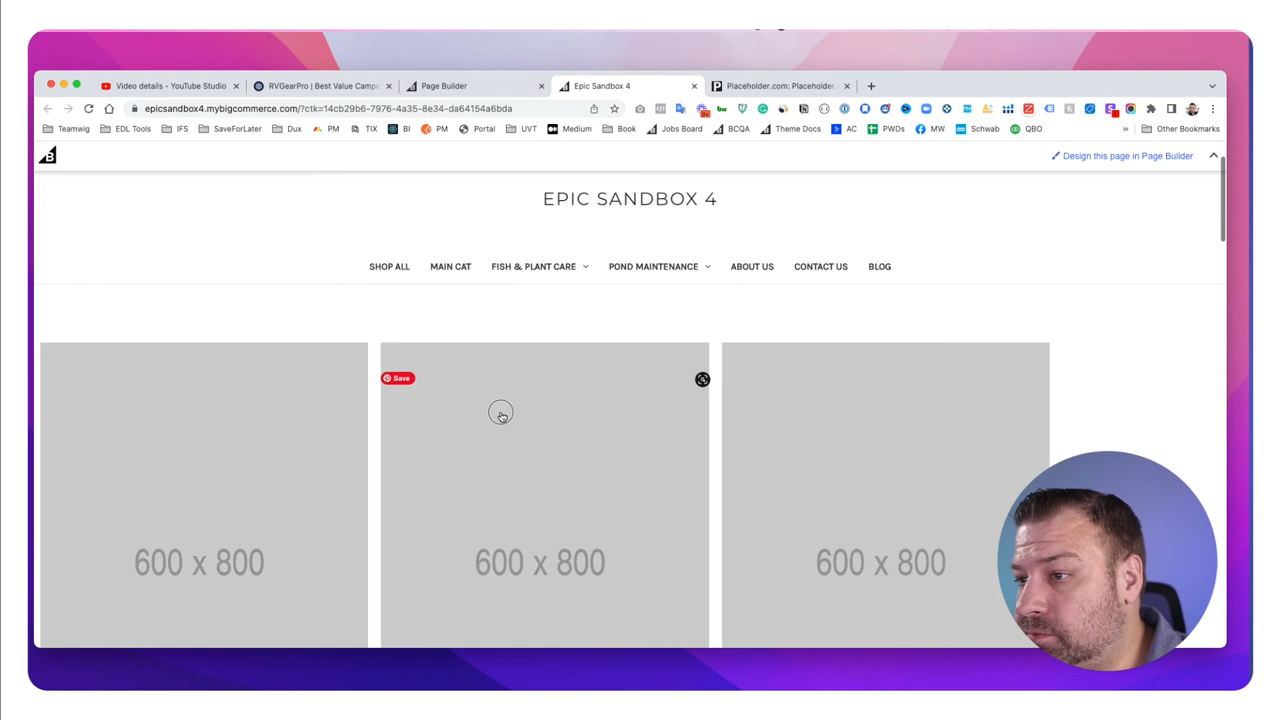 Video details - YouTube Studio
RVGearPro | Best Value Campe
Page Builder
Epic Sandbox 4
Placeholder.com: Placeholder
epicsandbox4.mybigcommerce.com/?ctk=14cb29b6-7976-4a35-8e34-da64154a6bda
Teamwig
EDL Tools
IFS
SaveForLater
Dux
PM
TIX
BI
PM
Portal
UVT
Medium
Book
Jobs Board
BCQA
Theme Docs
AC
PWDs
MW
Schwab
QBO
Other Bookmarks
B
Design this page in Page Builder
EPIC SANDBOX 4
SHOP ALL
MAIN CAT
FISH & PLANT CARE
POND MAINTENANCE
ABOUT US
CONTACT US
BLOG
Save
600 x 800
600 x 800
600 x 800